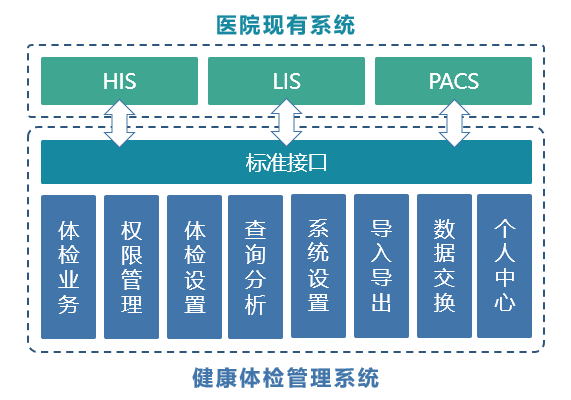 医院现有系统
HIS
LIS
PACS
标准接口
体检业务
权限管理
体检设置
查询分析
系统设置
导入导出
数据交换
个人中心
健康体检管理系统